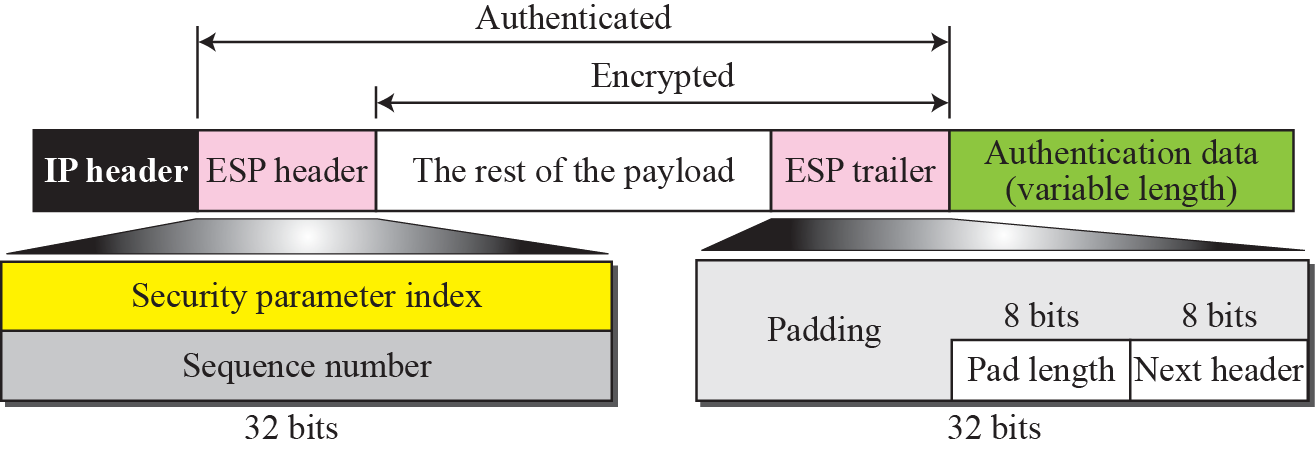 Authenticated
Encrypted
IP header
ESP header
The rest of the payload
ESP trailer
Authentication data
(variable length)
Security parameter index
Sequence number
32 bits
Padding
8 bits
8 bits
Pad length
Next header
32 bits